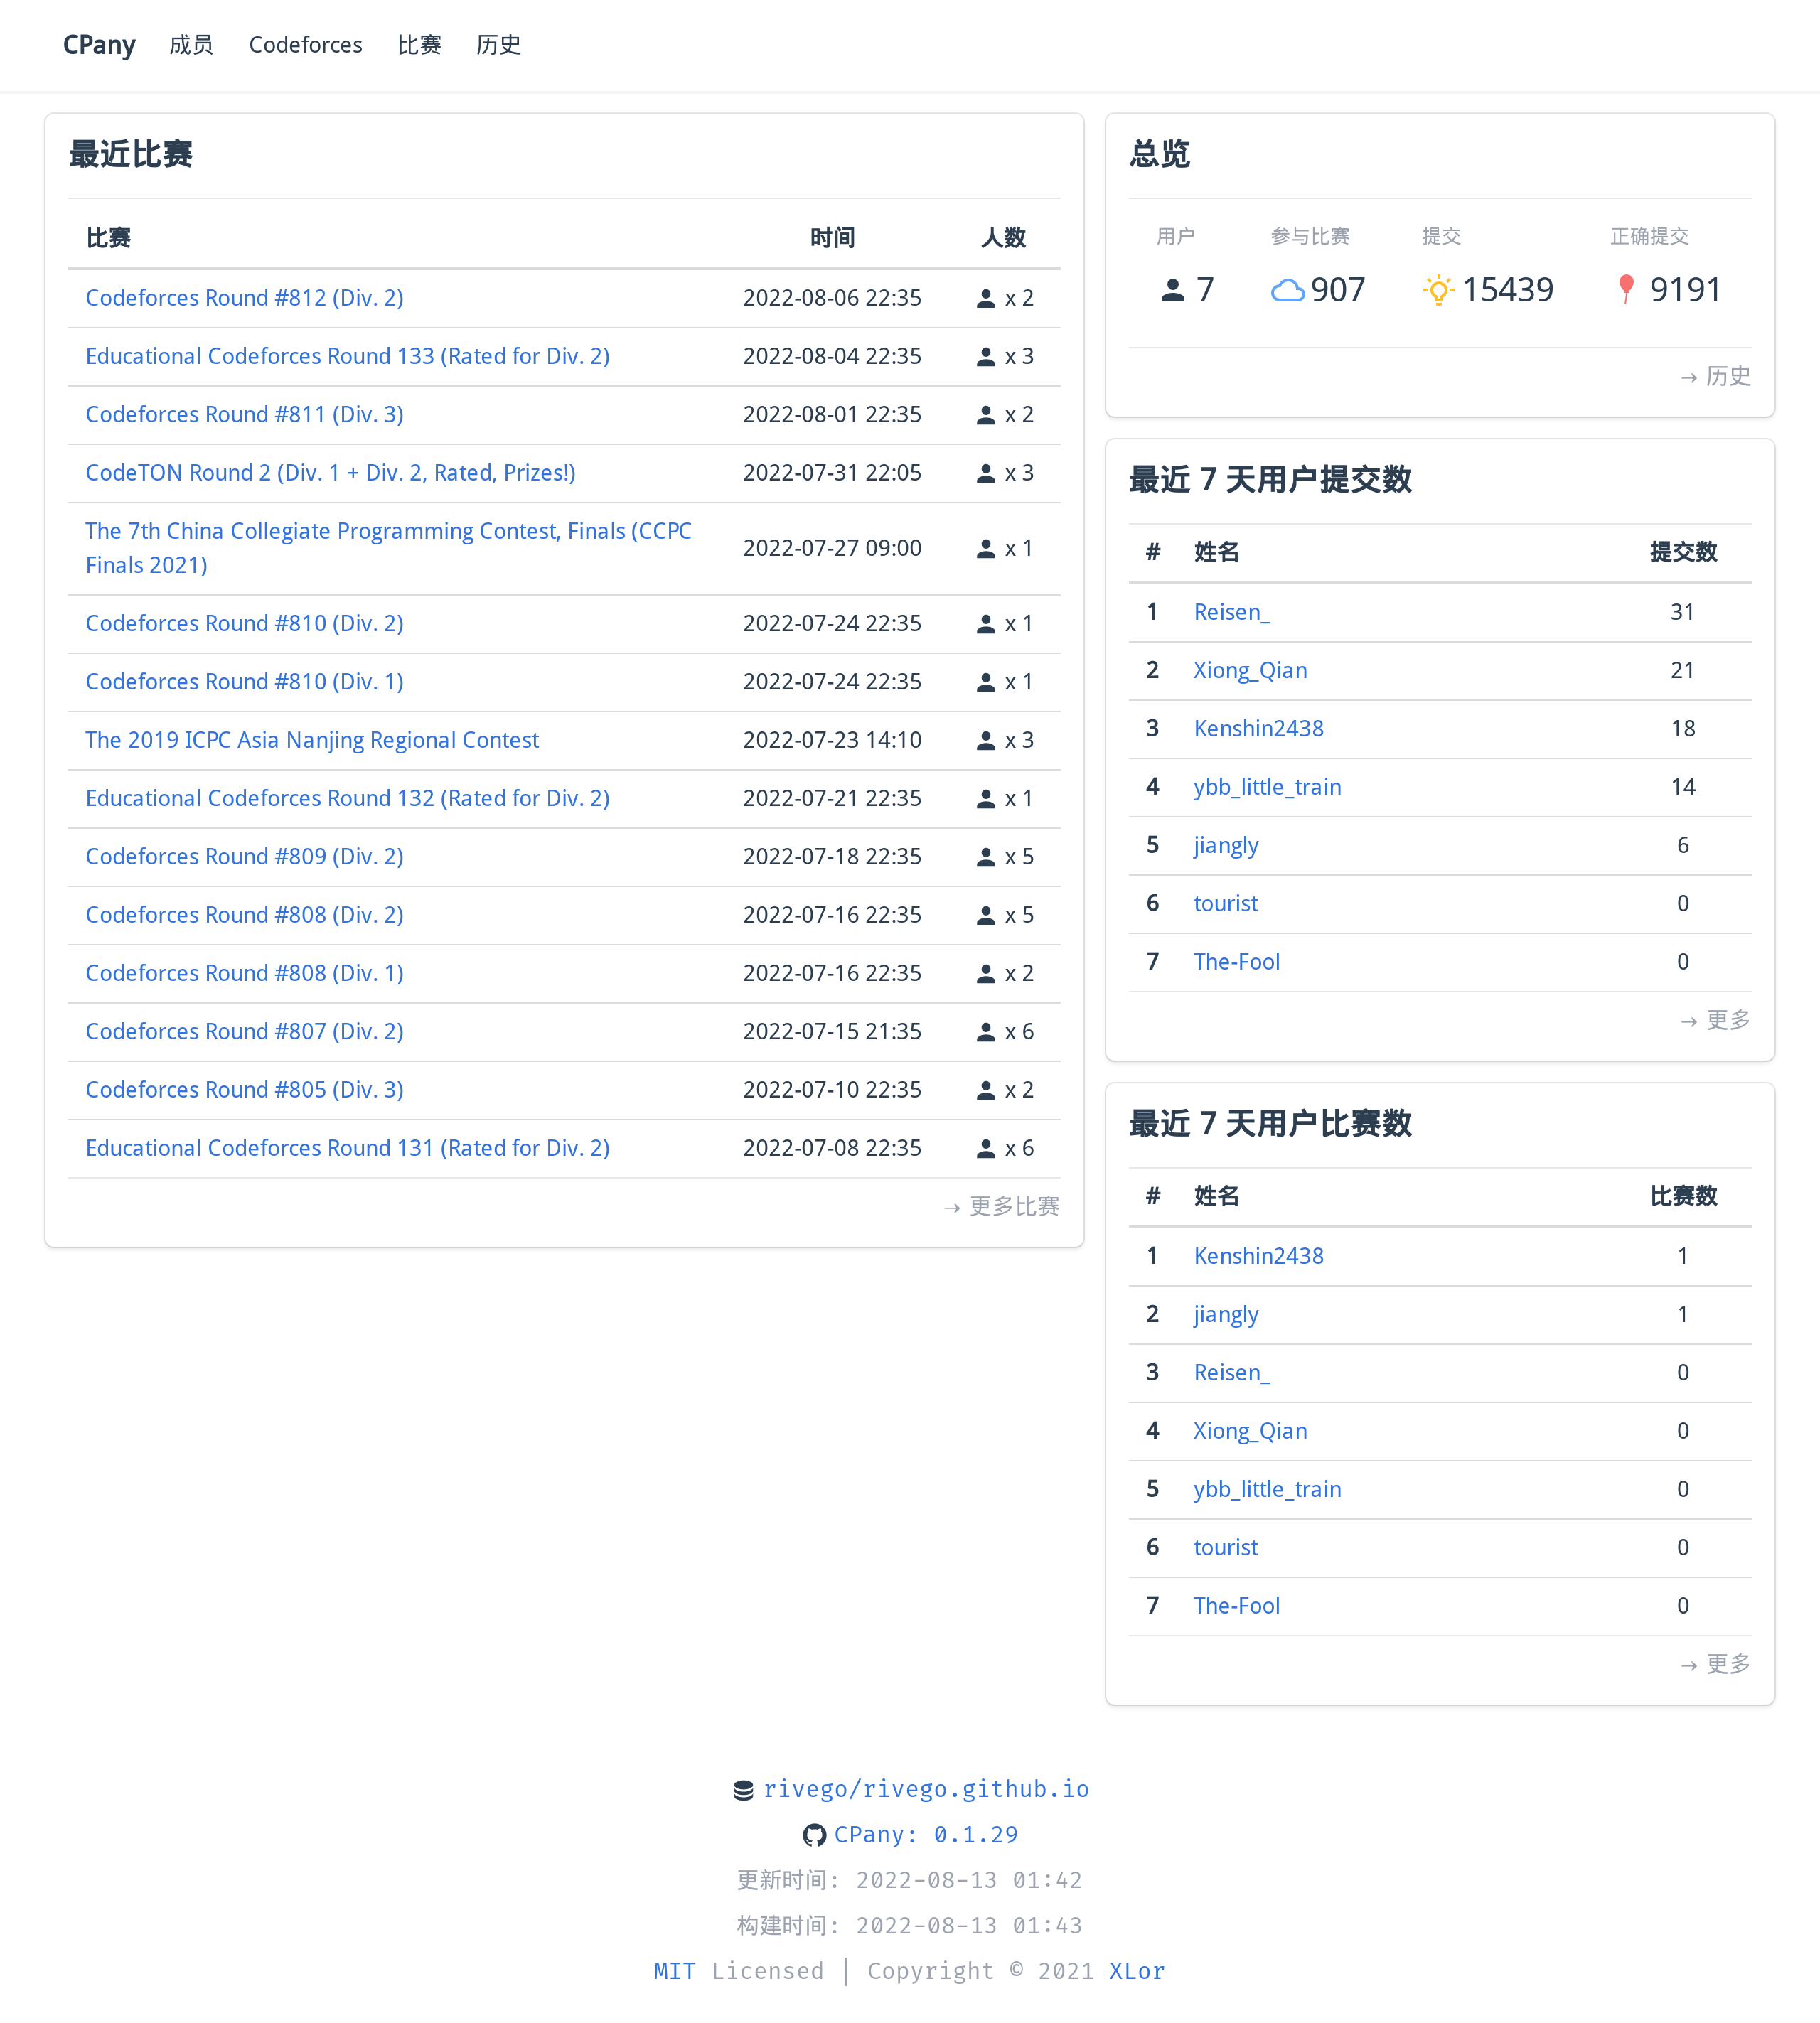 CPany 成员 Codeforces 比赛 历史
最近比赛
比赛 时间 人数
Codeforces Round #812 (Div. 2) 2022-08-06 22:35 x 2
Educational Codeforces Round 133 (Rated for Div. 2) 2022-08-04 22:35 x 3
Codeforces Round #811 (Div. 3) 2022-08-01 22:35 x 2
CodeTON Round 2 (Div. 1 + Div. 2, Rated, Prizes!) 2022-07-31 22:05 x 3
The 7th China Collegiate Programming Contest, Finals (CCPC
Finals 2021) 2022-07-27 09:00 x 1
Codeforces Round #810 (Div. 2) 2022-07-24 22:35 x 1
Codeforces Round #810 (Div. 1) 2022-07-24 22:35 x 1
The 2019 ICPC Asia Nanjing Regional Contest 2022-07-23 14:10 x 3
Educational Codeforces Round 132 (Rated for Div. 2) 2022-07-21 22:35 x 1
Codeforces Round #809 (Div. 2) 2022-07-18 22:35 x 5
Codeforces Round #808 (Div. 2) 2022-07-16 22:35 x 5
Codeforces Round #808 (Div. 1) 2022-07-16 22:35 x 2
Codeforces Round #807 (Div. 2) 2022-07-15 21:35 x 6
Codeforces Round #805 (Div. 3) 2022-07-10 22:35 x 2
Educational Codeforces Round 131 (Rated for Div. 2) 2022-07-08 22:35 x 6
→ 更多比赛
总览
用户 参与比赛 提交 正确提交
7 907 15439 9191
→ 历史
最近 7 天用户提交数
# 姓名 提交数
1 Reisen_ 31
2 Xiong_Qian 21
3 Kenshin2438 18
4 ybb_little_train 14
5 jiangly 6
6 tourist 0
7 The-Fool 0
→ 更多
最近 7 天用户比赛数
# 姓名 比赛数
1 Kenshin2438 1
2 jiangly 1
3 Reisen_ 0
4 Xiong_Qian 0
5 ybb_little_train 0
6 tourist 0
7 The-Fool 0
→ 更多
rivego/rivego.github.io
CPany: 0.1.29
更新时间: 2022-08-13 01:42
构建时间: 2022-08-13 01:43
MIT Licensed | Copyright © 2021 XLor